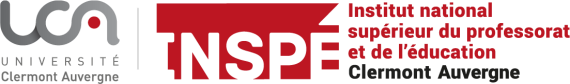 UCA
UNIVERSITÉ
Clermont Auvergne
INSPÉ
Institut national
supérieur du professorat
et de l'éducation
Clermont Auvergne